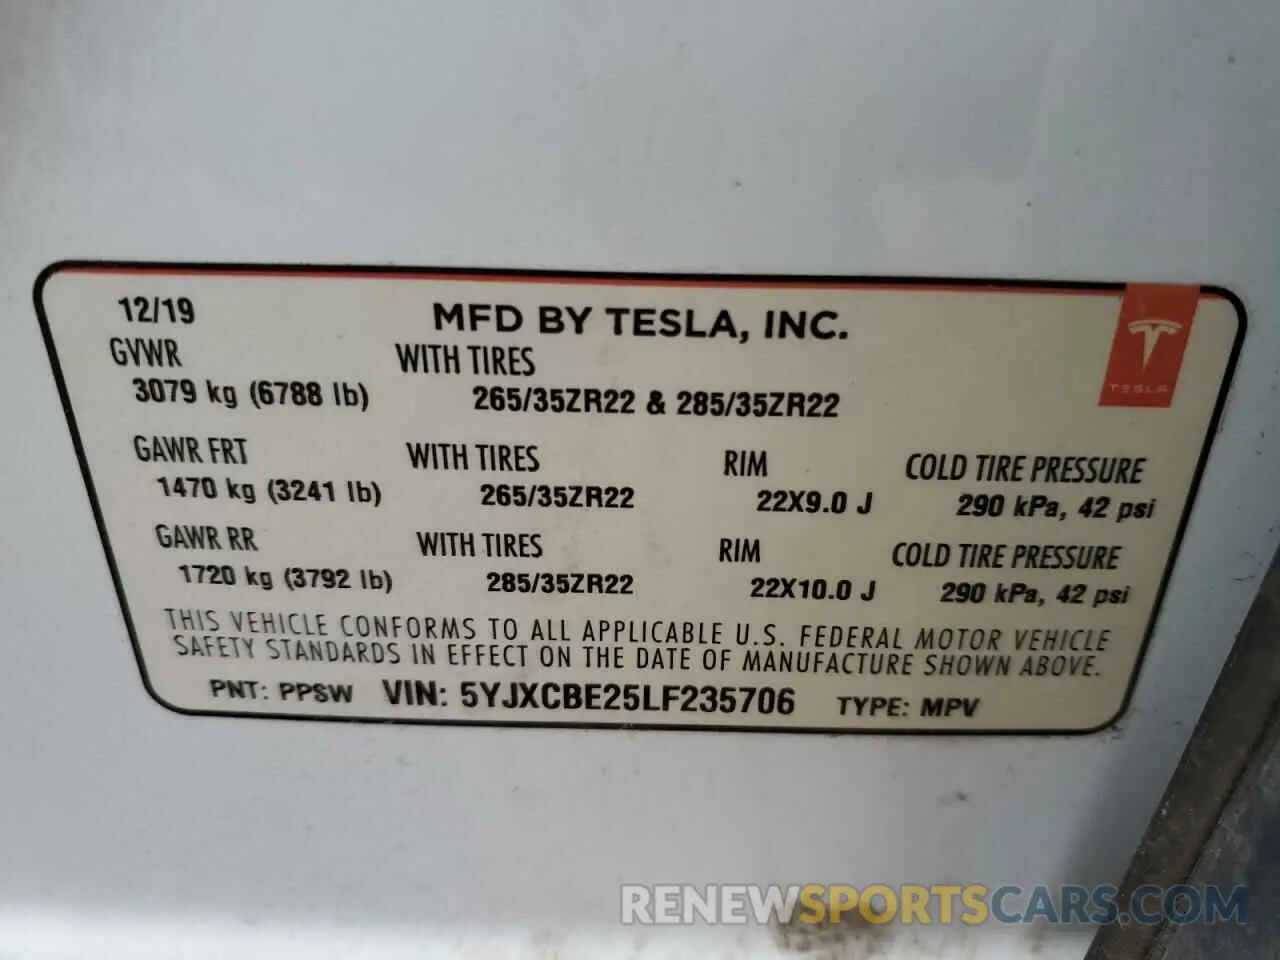 12/19 MFD BY TESLA, INC.
GVWR WITH TIRES
3079 kg (6788 lb) 265/35ZR22 & 285/35ZR22
TESLA
GAWR FRT WITH TIRES RIM COLD TIRE PRESSURE
1470 kg (3241 lb) 265/35ZR22 22X9.0 J 290 kPa, 42 psi
GAWR RR WITH TIRES RIM COLD TIRE PRESSURE
1720 kg (3792 lb) 285/35ZR22 22X10.0 J 290 kPa, 42 psi
THIS VEHICLE CONFORMS TO ALL APPLICABLE U.S. FEDERAL MOTOR VEHICLE
SAFETY STANDARDS IN EFFECT ON THE DATE OF MANUFACTURE SHOWN ABOVE.
PNT: PPSW VIN: 5YJXCBE25LF235706 TYPE: MPV
RENEWSPORTSCARS.COM